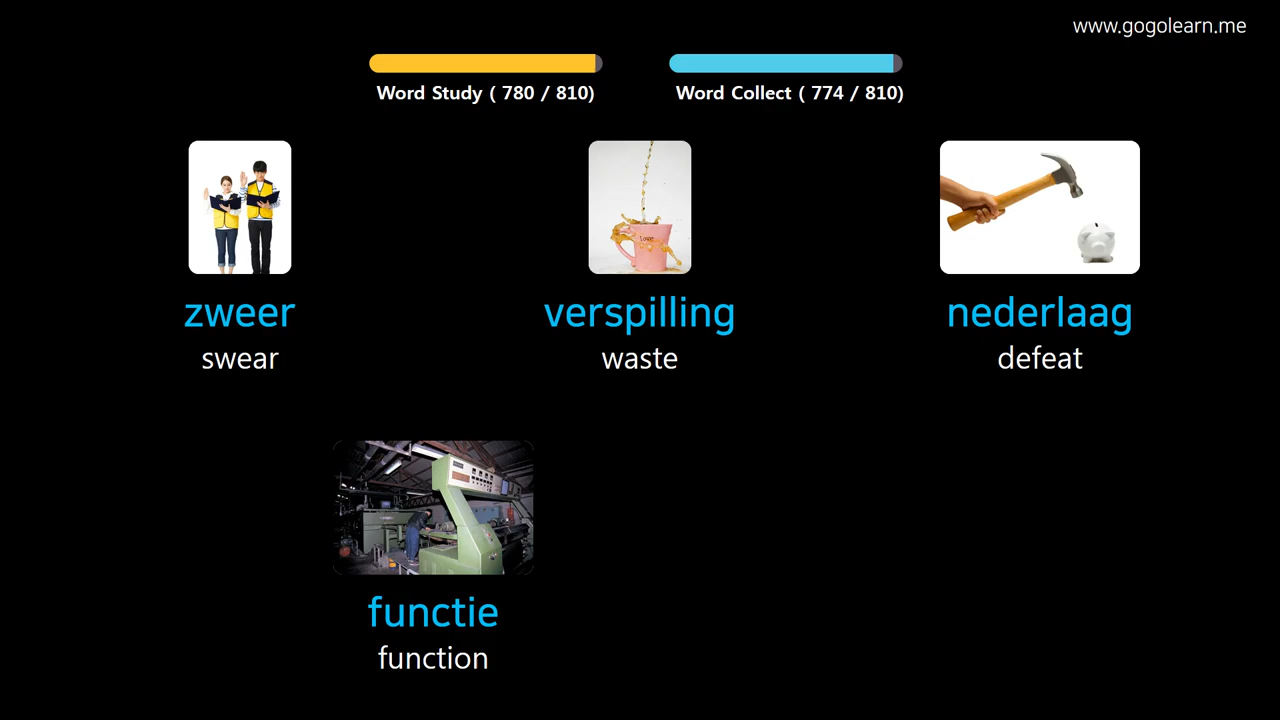 www.gogolearn.me
Word Study ( 780 / 810)
Word Collect ( 774 / 810)
Love
zweer
verspilling
nederlaag
swear
waste
defeat
functie
function